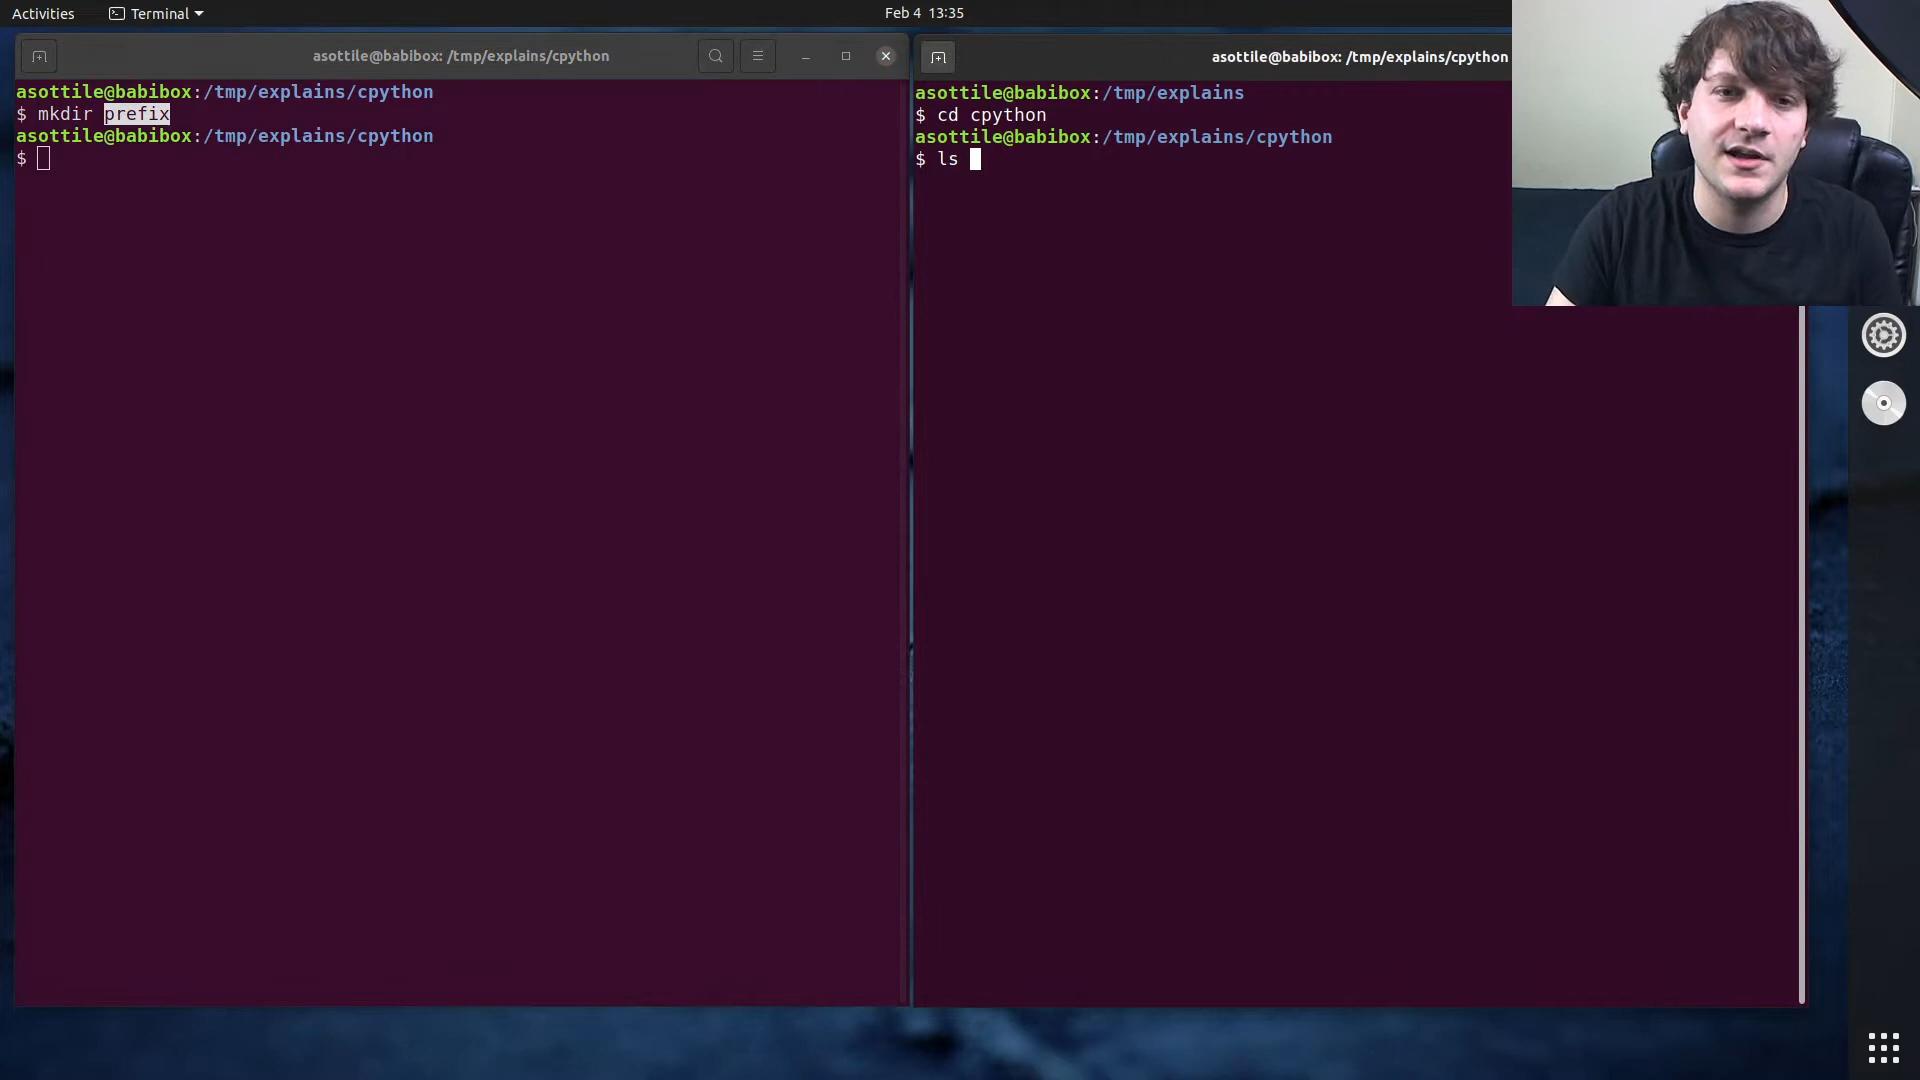 Activities
Terminal
Feb 4 13:35
asottile@babibox: /tmp/explains/cpython
asottile@babibox:/tmp/explains/cpython
$ mkdir prefix
asottile@babibox:/tmp/explains/cpython
$
asottile@babibox: /tmp/explains/cpython
asottile@babibox:/tmp/explains
$ cd cpython
asottile@babibox:/tmp/explains/cpython
$ ls